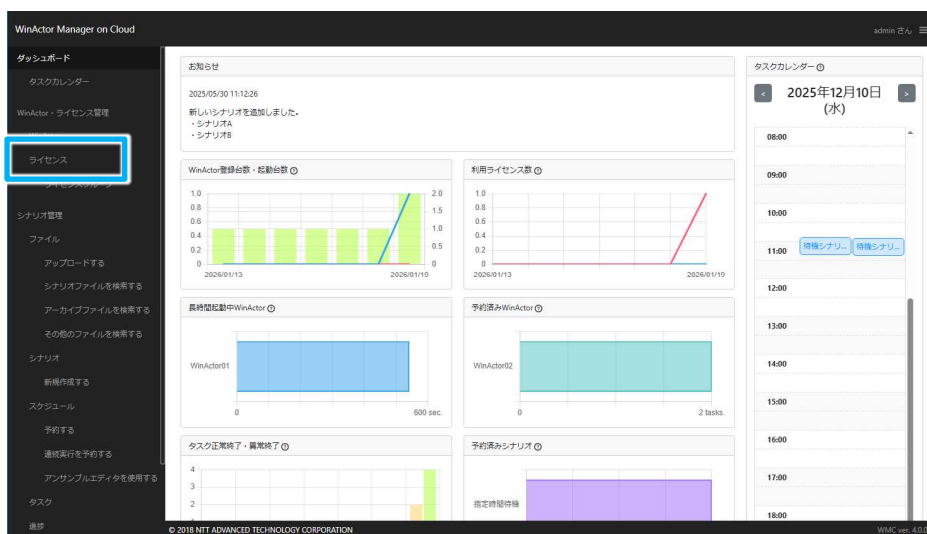 WinActor Manager on Cloud
admin さん
ダッシュボード
タスクカレンダー
WinActor・ライセンス管理
ライセンス
シナリオ管理
ファイル
アップロードする
シナリオファイルを検索する
アーカイブファイルを検索する
その他のファイルを検索する
シナリオ
新規作成する
スケジュール
予約する
連続実行を予約する
アンサンブルエディタを使用する
タスク
進捗
お知らせ
2025/05/30 11:12:26
新しいシナリオを追加しました。
・シナリオA
・シナリオB
WinActor登録台数・起動台数
1.0
0.8
0.6
0.4
0.2
0
2.0
1.5
1.0
0.5
0
2026/01/13
2026/01/19
利用ライセンス数
1.0
0.8
0.6
0.4
0.2
0
2026/01/13
2026/01/19
長時間起動中WinActor
WinActor01
0
600 sec.
予約済みWinActor
WinActor02
0
2 tasks.
タスク正常終了・異常終了
4
3
2
予約済みシナリオ
指定時間待機
タスクカレンダー
<
2025年12月10日
(水)
>
08:00
09:00
10:00
11:00
待機シナリ...
待機シナリ...
12:00
13:00
14:00
15:00
16:00
17:00
18:00
© 2018 NTT ADVANCED TECHNOLOGY CORPORATION
WMC ver. 4.0.0